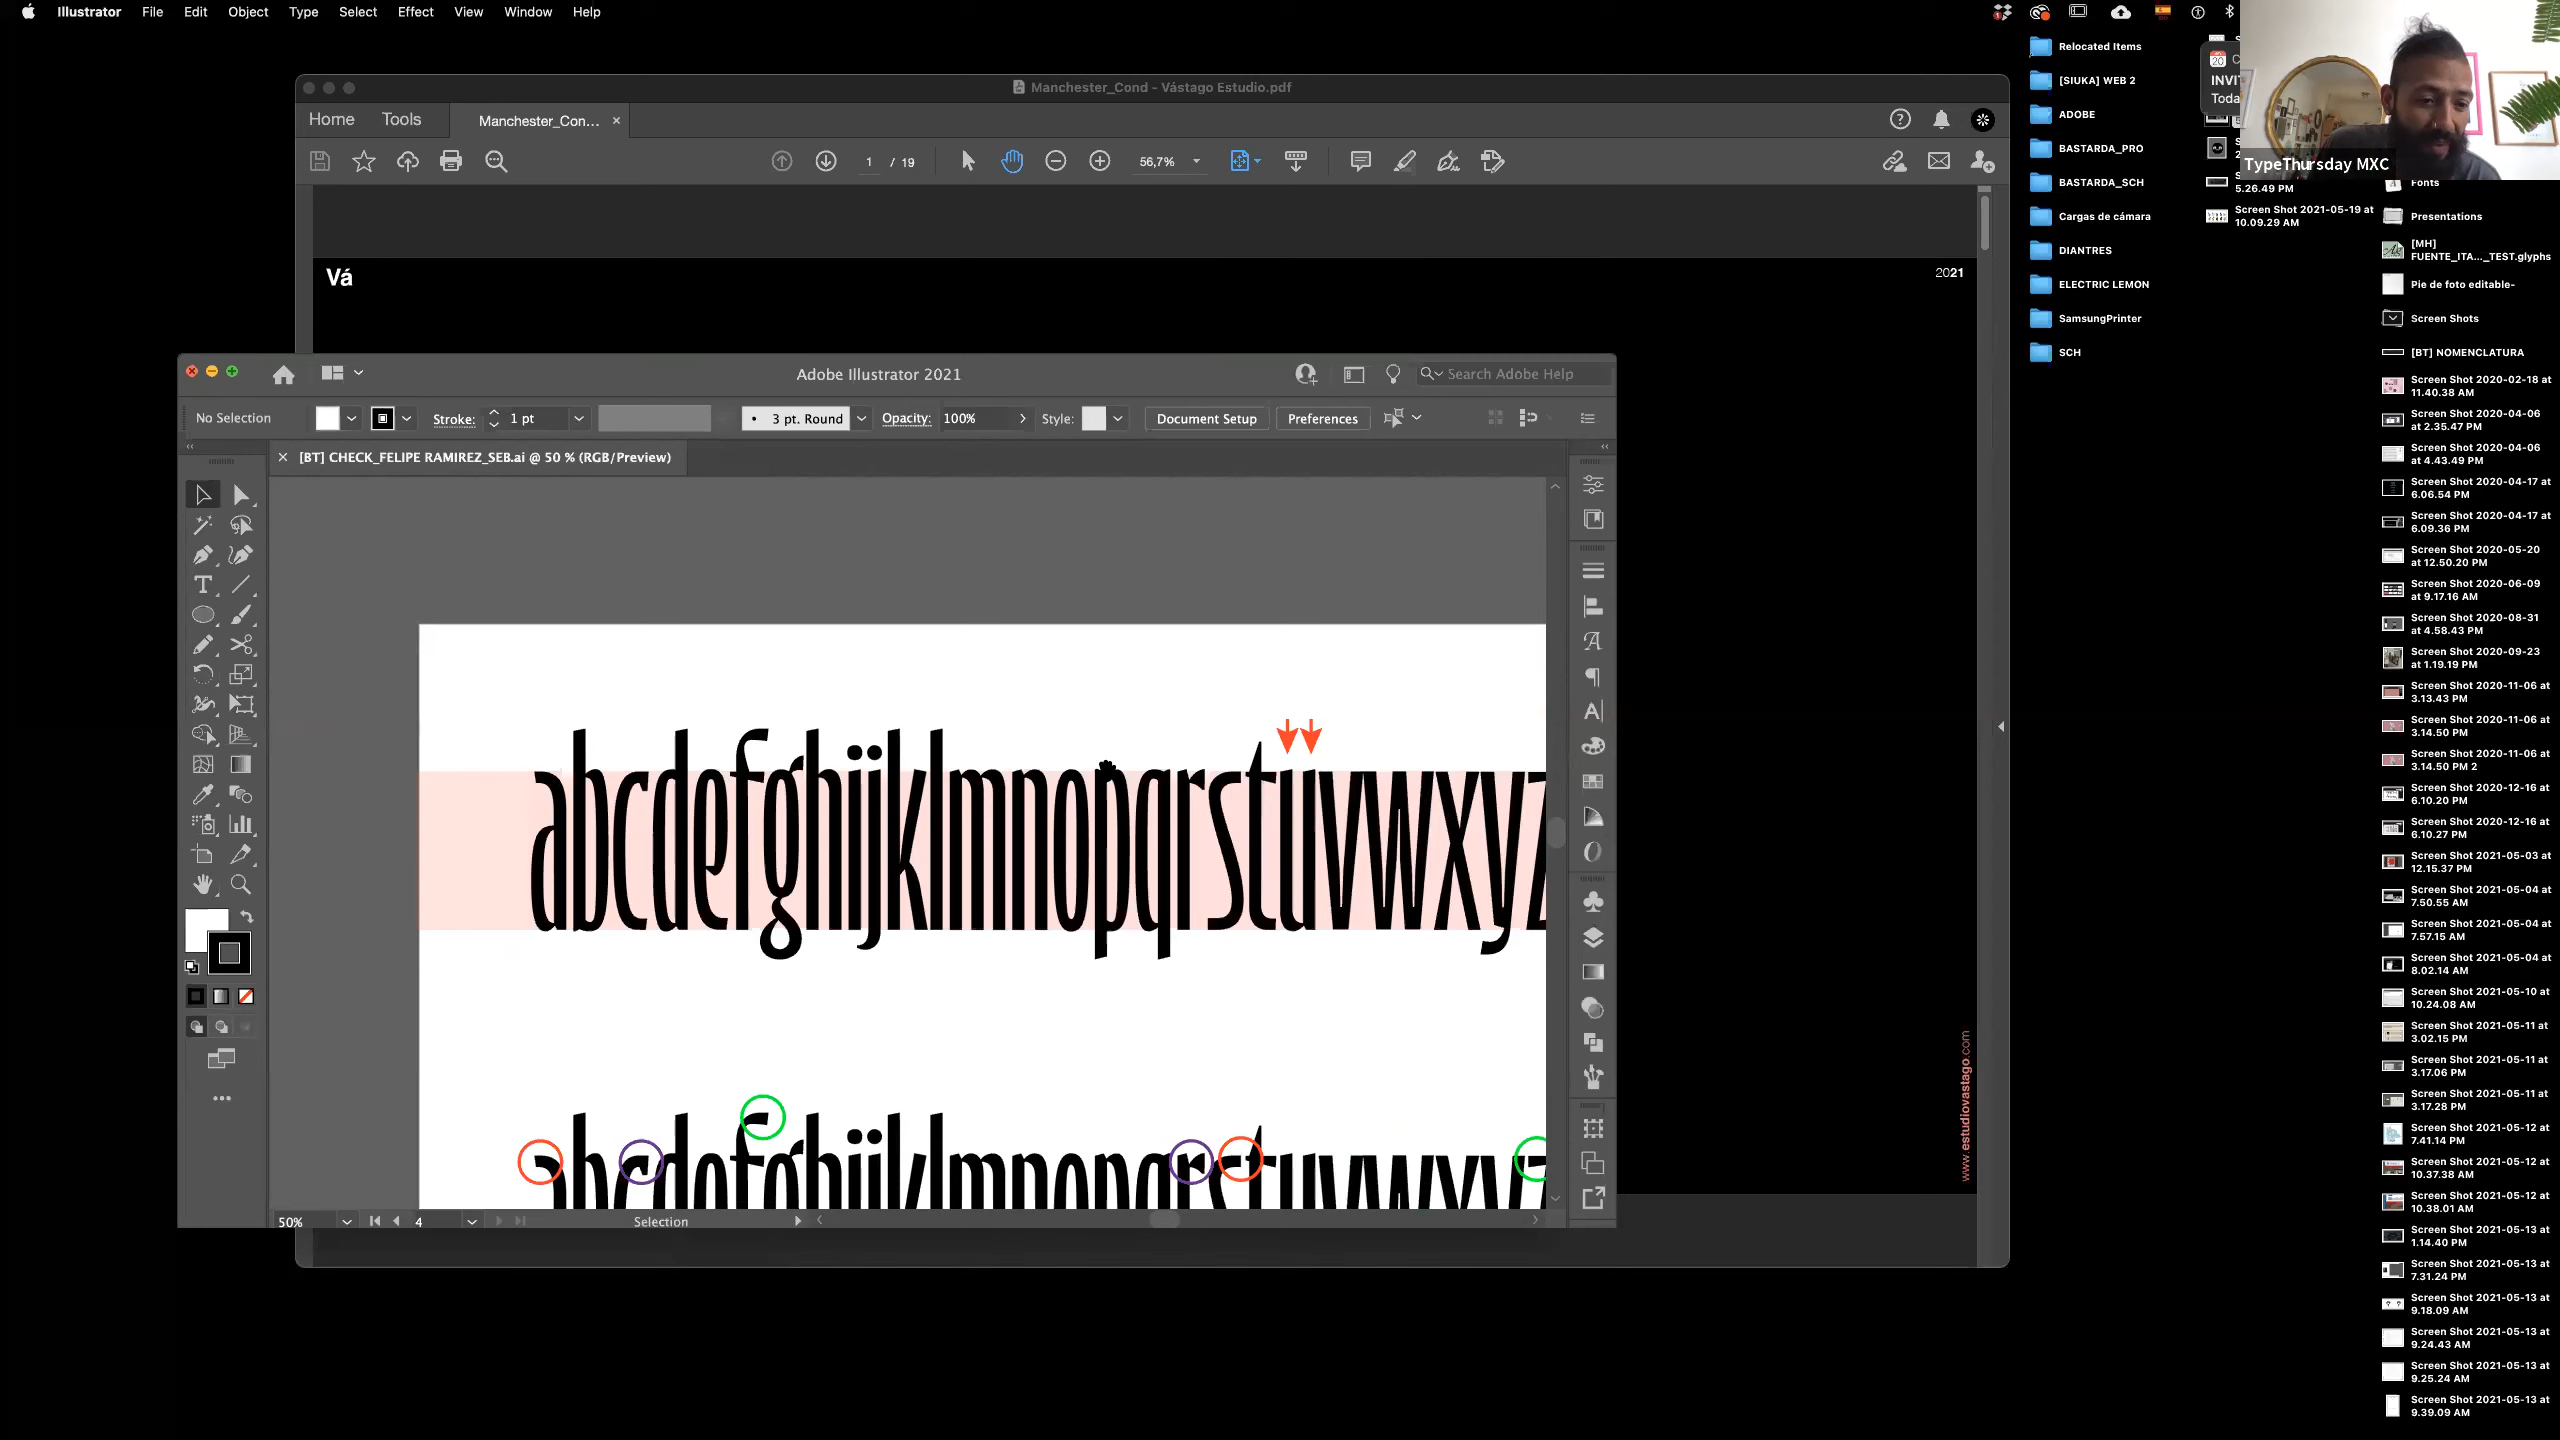 Illustrator File Edit Object Type Select Effect View Window Help
Manchester_Cond - Vástago Estudio.pdf
Home Tools Manchester_Con... ×
1 / 19 56,7%
Vá
2021
www.estudiovastago.com
Adobe Illustrator 2021
Search Adobe Help
No Selection Stroke: 1 pt 3 pt. Round Opacity: 100% Style: Document Setup Preferences
× [BT] CHECK_FELIPE RAMIREZ_SEB.ai @ 50 % (RGB/Preview)
abcdefghijklmnopqrstuvwxyz
abcdefghijklmnopqrstuvwxyz
50% 4 Selection
Relocated Items
[SIUKA] WEB 2
ADOBE
BASTARDA_PRO
BASTARDA_SCH
Cargas de cámara
DIANTRES
ELECTRIC LEMON
SamsungPrinter
SCH
20
INVIT
Toda
TypeThursday MXC
5.26.49 PM
Screen Shot 2021-05-19 at
10.09.29 AM
Fonts
Presentations
[MH]
FUENTE_ITA..._TEST.glyphs
Pie de foto editable-
Screen Shots
[BT] NOMENCLATURA
Screen Shot 2020-02-18 at
11.40.38 AM
Screen Shot 2020-04-06
at 2.35.47 PM
Screen Shot 2020-04-06
at 4.43.49 PM
Screen Shot 2020-04-17 at
6.06.54 PM
Screen Shot 2020-04-17 at
6.09.36 PM
Screen Shot 2020-05-20
at 12.50.20 PM
Screen Shot 2020-06-09
at 9.17.16 AM
Screen Shot 2020-08-31
at 4.58.43 PM
Screen Shot 2020-09-23
at 1.19.19 PM
Screen Shot 2020-11-06 at
3.13.43 PM
Screen Shot 2020-11-06 at
3.14.50 PM
Screen Shot 2020-11-06 at
3.14.50 PM 2
Screen Shot 2020-12-16 at
6.10.20 PM
Screen Shot 2020-12-16 at
6.10.27 PM
Screen Shot 2021-05-03 at
12.15.37 PM
Screen Shot 2021-05-04 at
7.50.55 AM
Screen Shot 2021-05-04 at
7.57.15 AM
Screen Shot 2021-05-04 at
8.02.14 AM
Screen Shot 2021-05-10 at
10.24.08 AM
Screen Shot 2021-05-11 at
3.02.15 PM
Screen Shot 2021-05-11 at
3.17.06 PM
Screen Shot 2021-05-11 at
3.17.28 PM
Screen Shot 2021-05-12 at
7.41.14 PM
Screen Shot 2021-05-12 at
10.37.38 AM
Screen Shot 2021-05-12 at
10.38.01 AM
Screen Shot 2021-05-13 at
1.14.40 PM
Screen Shot 2021-05-13 at
7.31.24 PM
Screen Shot 2021-05-13 at
9.18.09 AM
Screen Shot 2021-05-13 at
9.24.43 AM
Screen Shot 2021-05-13 at
9.25.24 AM
Screen Shot 2021-05-13 at
9.39.09 AM